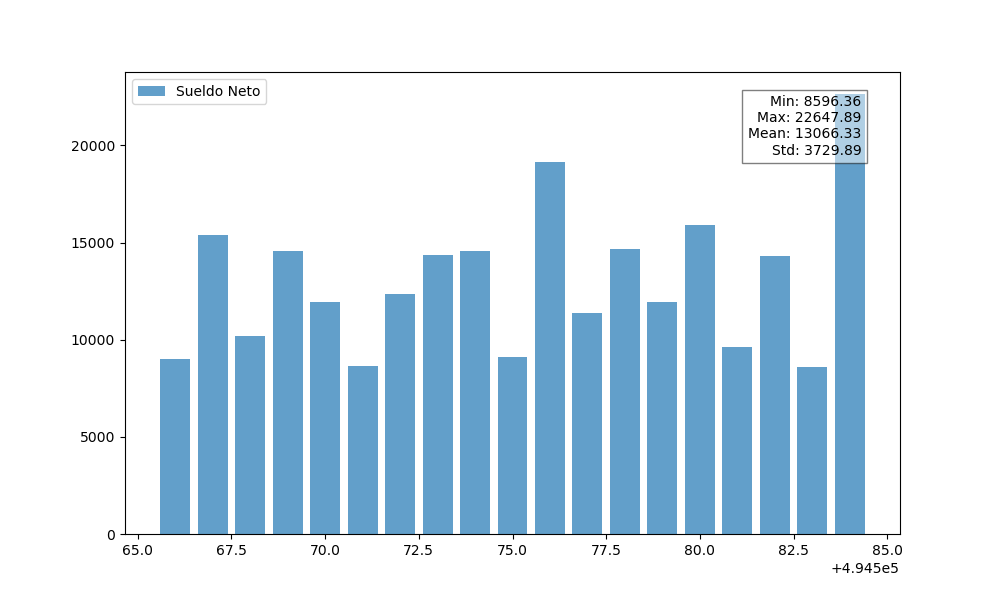 Sueldo Neto
Min: 8596.36
Max: 22647.89
Mean: 13066.33
Std: 3729.89
20000
15000
10000
5000
0
65.0 67.5 70.0 72.5 75.0 77.5 80.0 82.5 85.0
+4.945e5